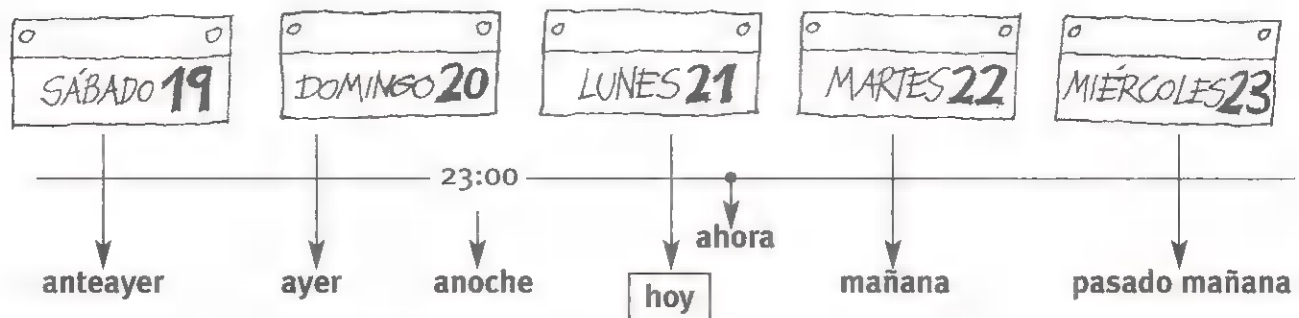 SÁBADO 19 DOMINGO 20 LUNES 21 MARTES 22 MIÉRCOLES 23
23:00
ahora
anteayer ayer anoche hoy mañana pasado mañana